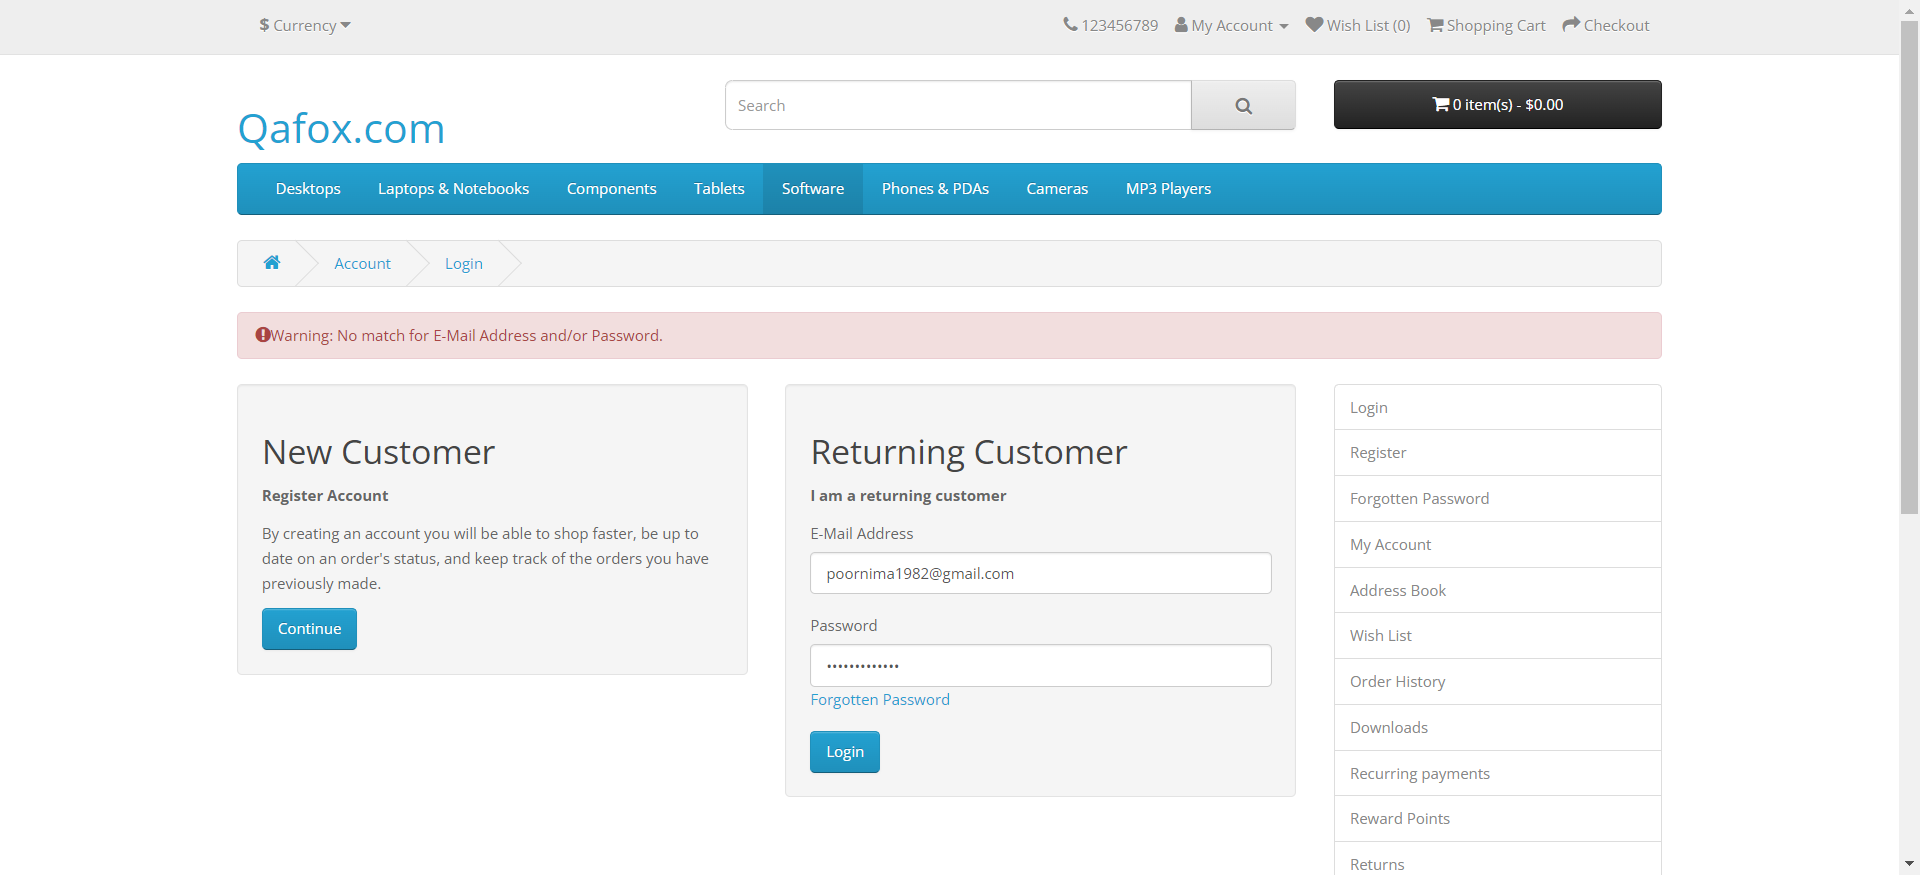 $ Currency
123456789 My Account Wish List (0) Shopping Cart Checkout
Search
0 item(s) - $0.00
Qafox.com
Desktops Laptops & Notebooks Components Tablets Software Phones & PDAs Cameras MP3 Players
Account Login
Warning: No match for E-Mail Address and/or Password.
New Customer
Register Account
By creating an account you will be able to shop faster, be up to
date on an order's status, and keep track of the orders you have
previously made.
Continue
Returning Customer
I am a returning customer
E-Mail Address
poornima1982@gmail.com
Password
•••••••••••••
Forgotten Password
Login
Login
Register
Forgotten Password
My Account
Address Book
Wish List
Order History
Downloads
Recurring payments
Reward Points
Returns